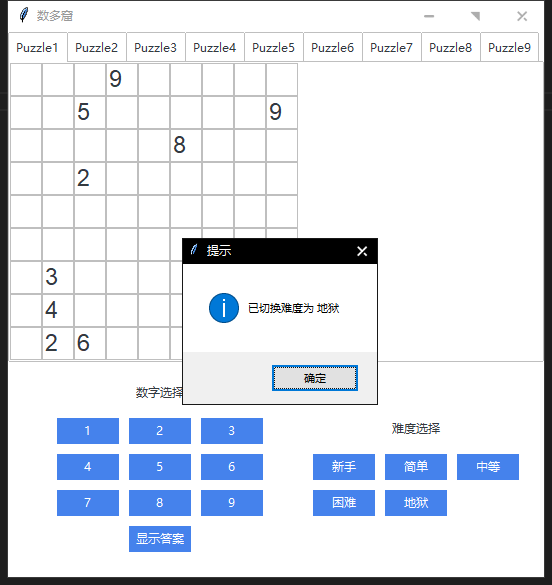 数多窟
Puzzle1 Puzzle2 Puzzle3 Puzzle4 Puzzle5 Puzzle6 Puzzle7 Puzzle8 Puzzle9
9
5 9
8
2
提示
3
已切换难度为 地狱
4
2 6
确定
数字选择
难度选择
1 2 3
4 5 6
新手 简单 中等
7 8 9
困难 地狱
显示答案